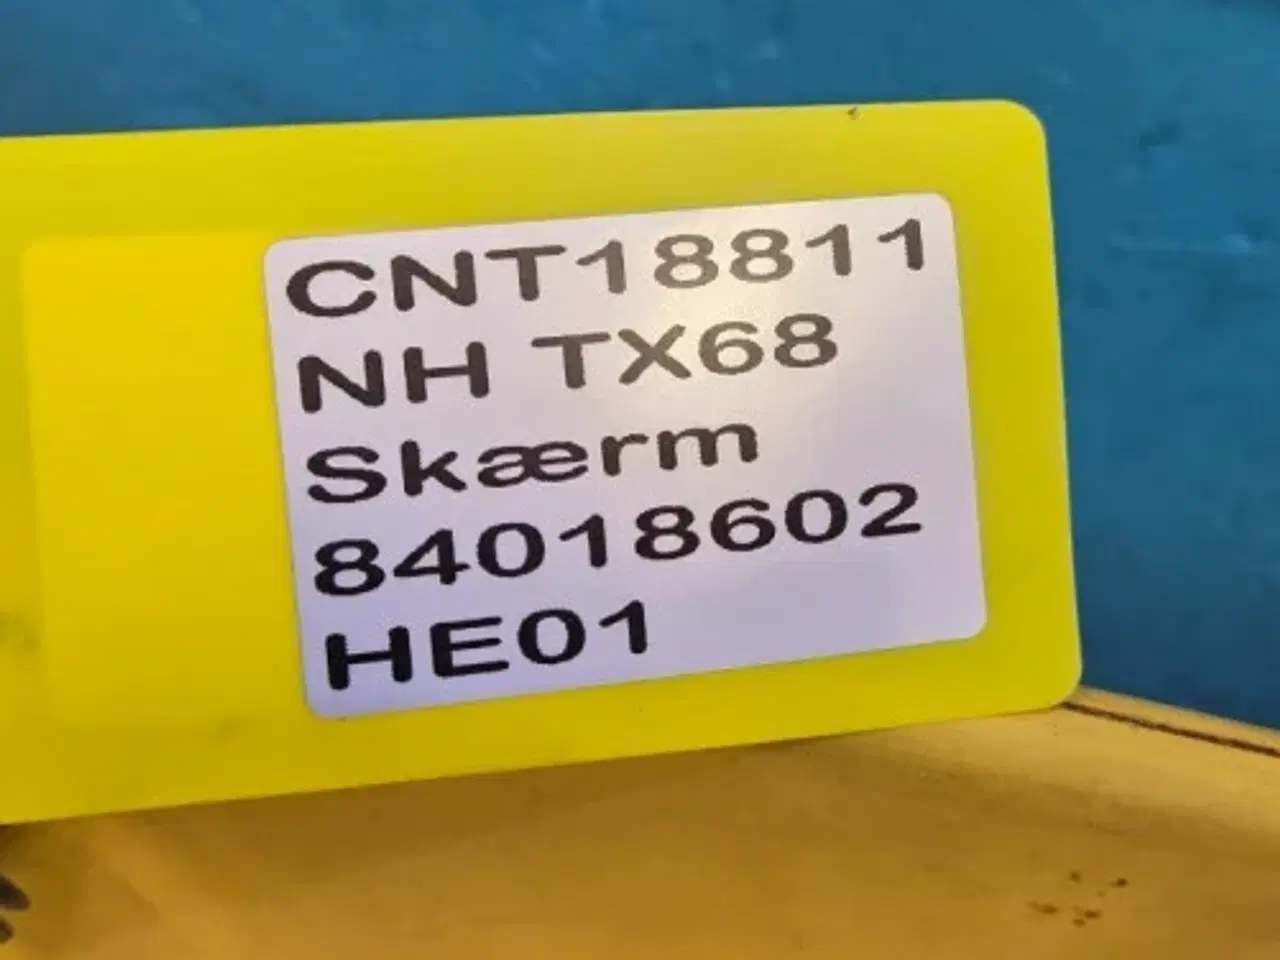 CNT18811
NH TX68
Skærm
84018602
HE01